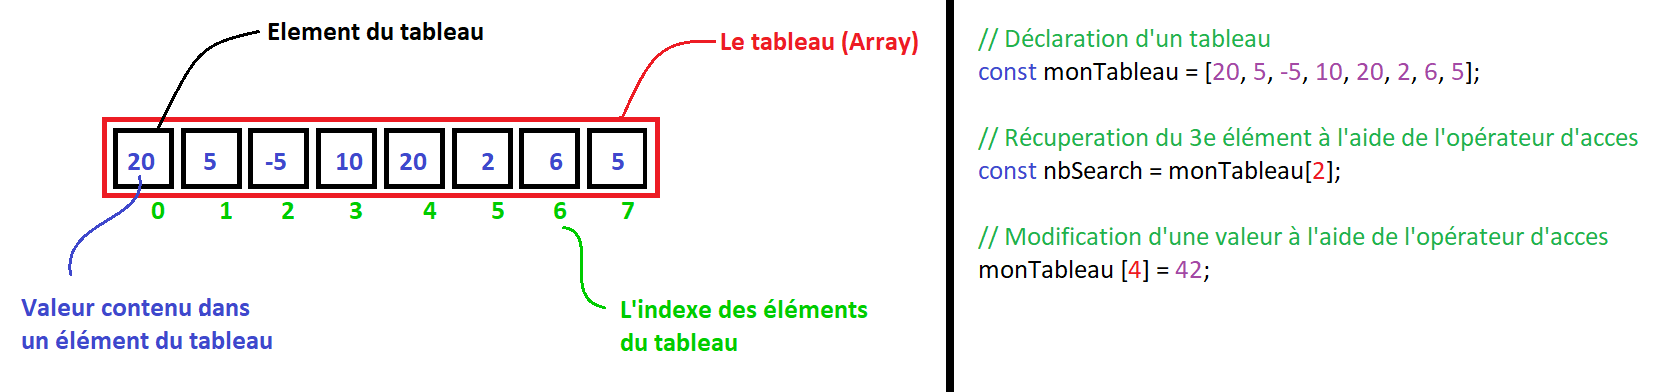 Element du tableau
Le tableau (Array)
20 5 -5 10 20 2 6 5
0 1 2 3 4 5 6 7
Valeur contenu dans
un élément du tableau
L'indexe des éléments
du tableau
// Déclaration d'un tableau
const monTableau = [20, 5, -5, 10, 20, 2, 6, 5];
// Récuperation du 3e élément à l'aide de l'opérateur d'acces
const nbSearch = monTableau[2];
// Modification d'une valeur à l'aide de l'opérateur d'acces
monTableau [4] = 42;